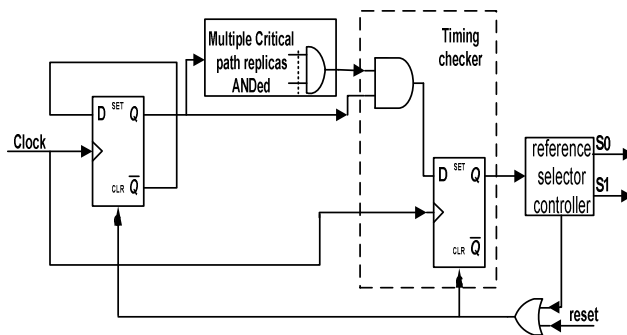 Multiple Critical
path replicas
ANDed
Timing
checker
D SET Q
Clock
CLR Q
D SET Q
CLR Q
reference
selector
controller
S0
S1
reset